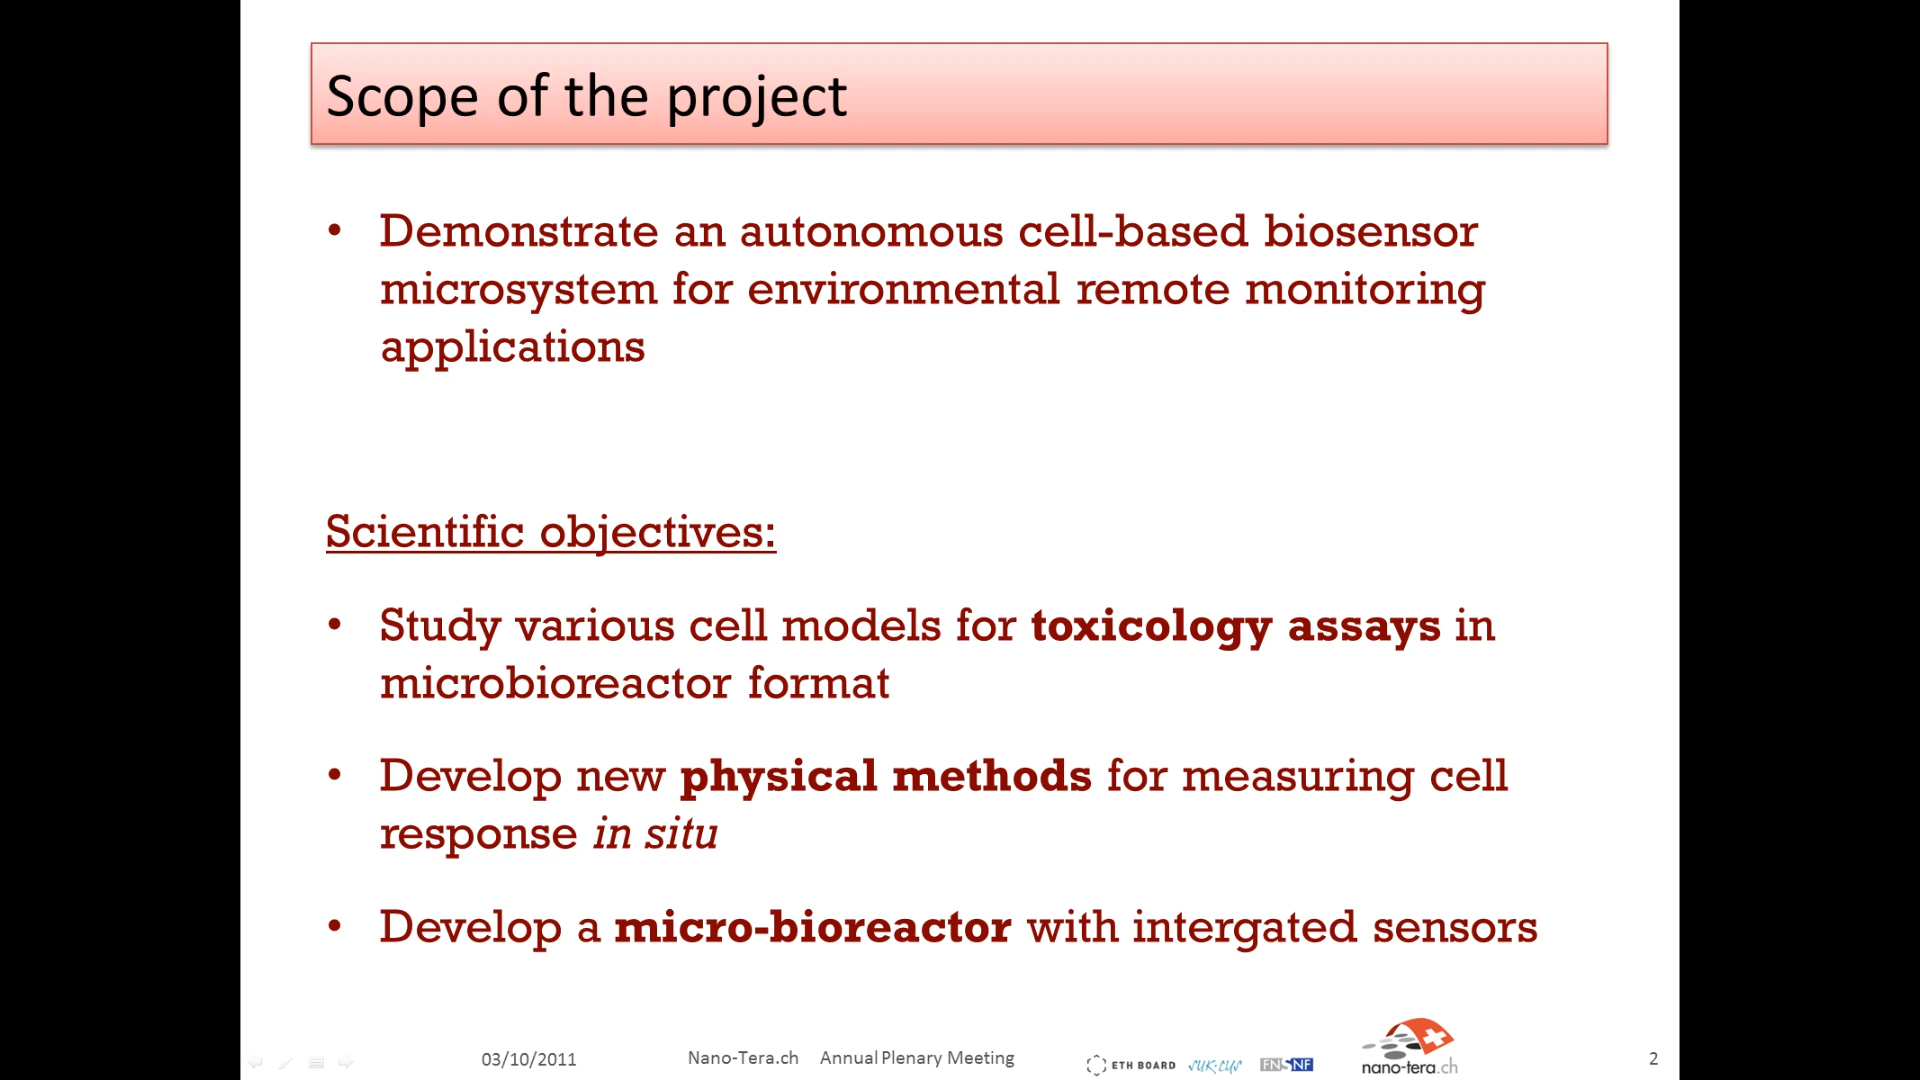 Scope of the project
• Demonstrate an autonomous cell-based biosensor
microsystem for environmental remote monitoring
applications
Scientific objectives:
• Study various cell models for toxicology assays in
microbioreactor format
• Develop new physical methods for measuring cell
response in situ
• Develop a micro-bioreactor with intergated sensors
03/10/2011 Nano-Tera.ch Annual Plenary Meeting ETH BOARD SUK·CUS FNSNF nano-tera.ch 2